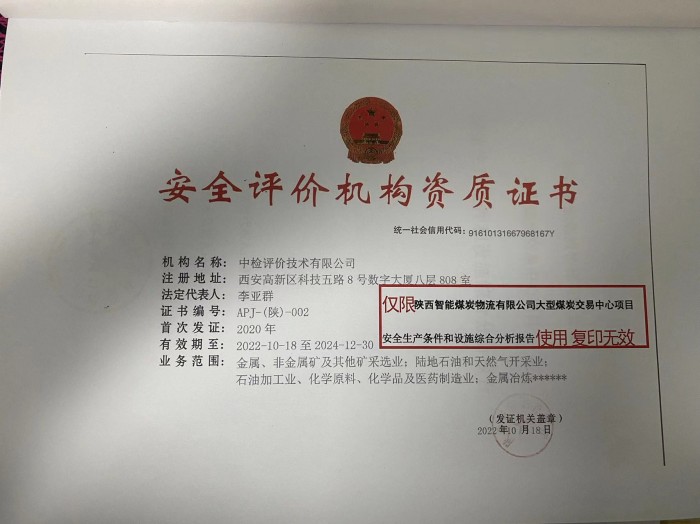 安全评价机构资质证书
统一社会信用代码：91610131667968167Y
机构名称：中检评价技术有限公司
注册地址：西安高新区科技五路8号数字大厦八层808室
法定代表人：李亚群
证书编号：APJ-(陕)-002
首次发证：2020年
有效期至：2022-10-18 至 2024-12-30
业务范围：金属、非金属矿及其他矿采选业；陆地石油和天然气开采业；
石油加工业、化学原料、化学品及医药制造业；金属冶炼******
仅限陕西智能煤炭物流有限公司大型煤炭交易中心项目
安全生产条件和设施综合分析报告使用 复印无效
（发证机关盖章）
2022年10月18日